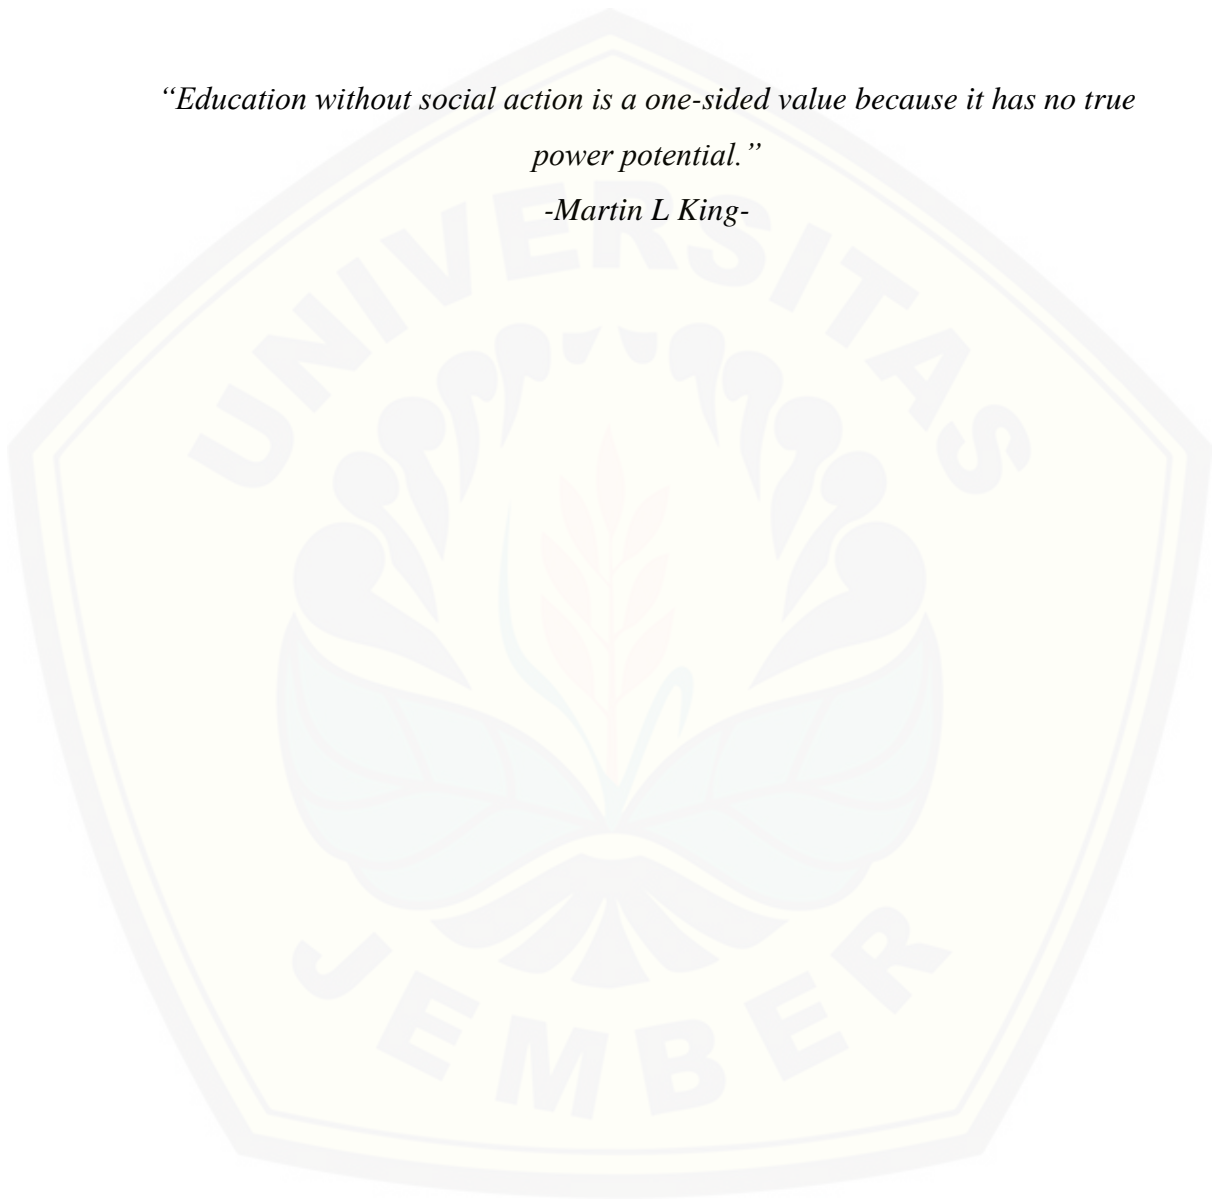 “Education without social action is a one-sided value because it has no true
power potential.”
-Martin L King-
UNIVERSITAS
JEMBER